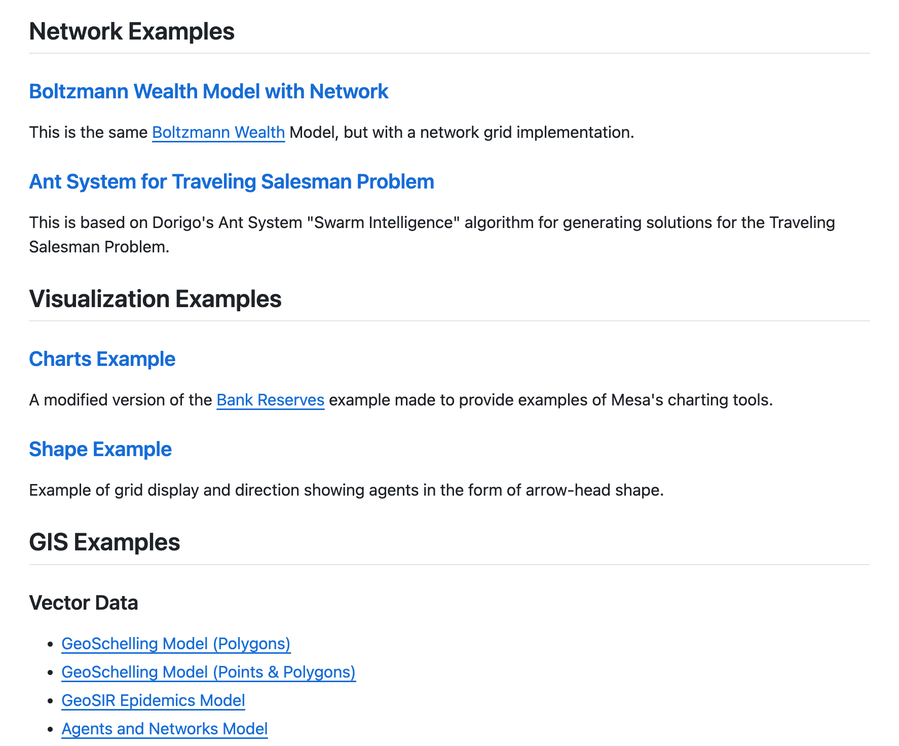 Network Examples
Boltzmann Wealth Model with Network
This is the same Boltzmann Wealth Model, but with a network grid implementation.
Ant System for Traveling Salesman Problem
This is based on Dorigo's Ant System "Swarm Intelligence" algorithm for generating solutions for the Traveling
Salesman Problem.
Visualization Examples
Charts Example
A modified version of the Bank Reserves example made to provide examples of Mesa's charting tools.
Shape Example
Example of grid display and direction showing agents in the form of arrow-head shape.
GIS Examples
Vector Data
• GeoSchelling Model (Polygons)
• GeoSchelling Model (Points & Polygons)
• GeoSIR Epidemics Model
• Agents and Networks Model